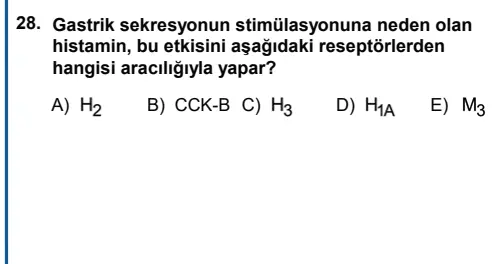 28. Gastrik sekresyonun stimülasyonuna neden olan
histamin, bu etkisini aşağıdaki reseptörlerden
hangisi aracılığıyla yapar?
A) H2 B) CCK-B C) H3 D) H1A E) M3